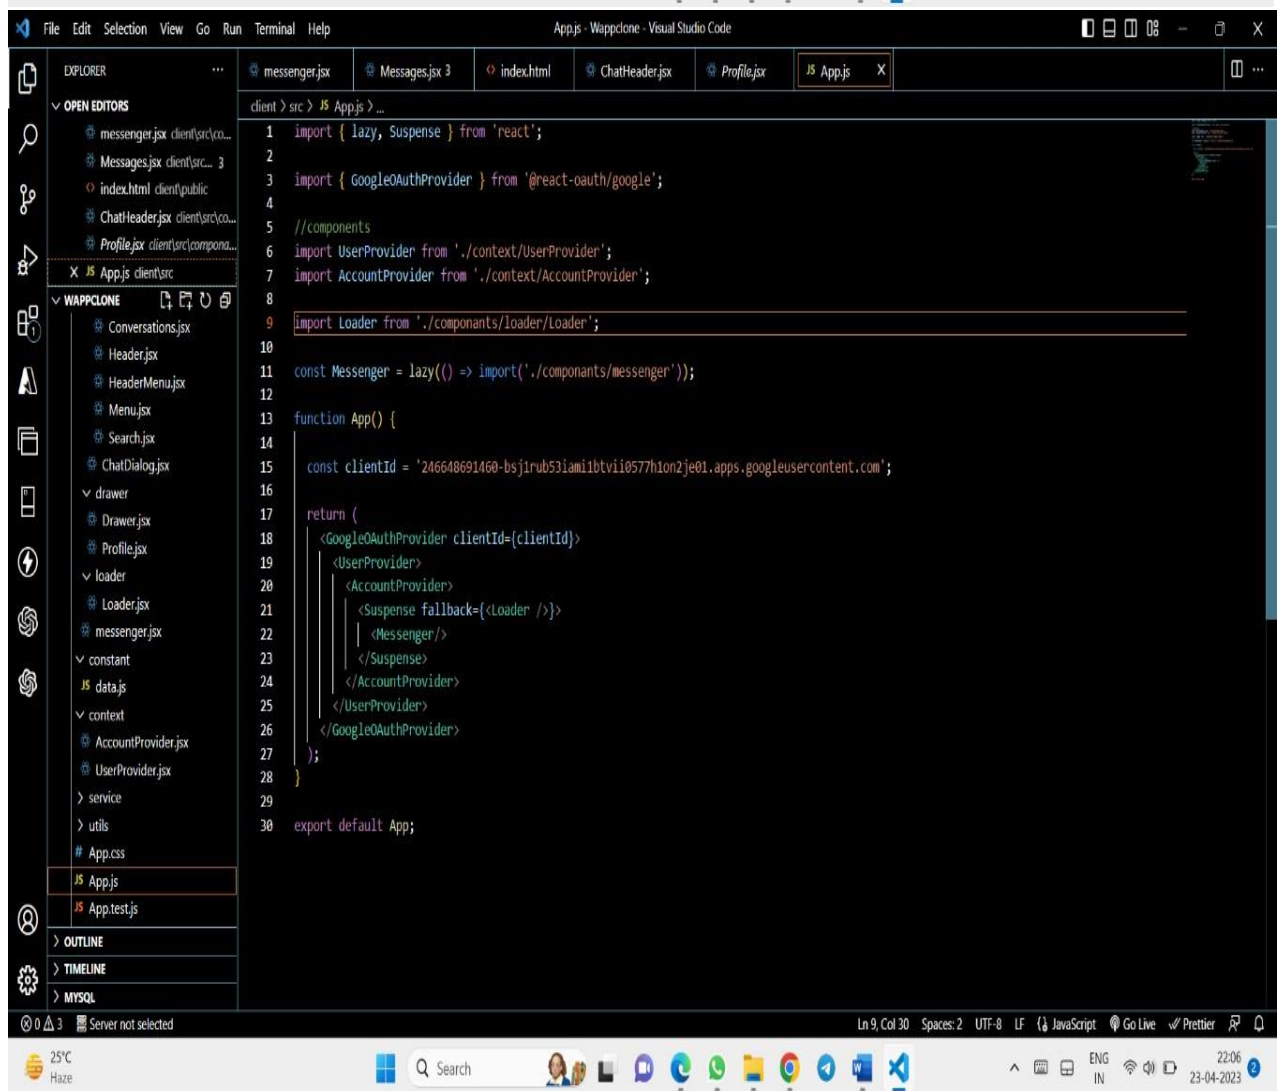 File Edit Selection View Go Run Terminal Help
App.js - Wappclone - Visual Studio Code
EXPLORER
OPEN EDITORS
messenger.jsx client\src\co...
Messages.jsx client\src... 3
index.html client\public
ChatHeader.jsx client\src\co...
Profile.jsx client\src\compona...
JS App.js client\src
WAPPCLONE
Conversations.jsx
Header.jsx
HeaderMenu.jsx
Menu.jsx
Search.jsx
ChatDialog.jsx
drawer
Drawer.jsx
Profile.jsx
loader
Loader.jsx
messenger.jsx
constant
JS data.js
context
AccountProvider.jsx
UserProvider.jsx
service
utils
# App.css
JS App.js
JS App.test.js
OUTLINE
TIMELINE
MYSQL
messenger.jsx Messages.jsx 3 index.html ChatHeader.jsx Profile.jsx JS App.js
client > src > JS App.js > ...
1 import { lazy, Suspense } from 'react';
2
3 import { GoogleOAuthProvider } from '@react-oauth/google';
4
5 //components
6 import UserProvider from './context/UserProvider';
7 import AccountProvider from './context/AccountProvider';
8
9 import Loader from './componants/loader/Loader';
10
11 const Messenger = lazy(() => import('./componants/messenger'));
12
13 function App() {
14
15 const clientId = '246648691460-bsj1rub53iami1btvii0577h1on2je01.apps.googleusercontent.com';
16
17 return (
18 <GoogleOAuthProvider clientId={clientId}>
19 <UserProvider>
20 <AccountProvider>
21 <Suspense fallback={<Loader />}>
22 <Messenger/>
23 </Suspense>
24 </AccountProvider>
25 </UserProvider>
26 </GoogleOAuthProvider>
27 );
28 }
29
30 export default App;
0 3 Server not selected
Ln 9, Col 30 Spaces: 2 UTF-8 LF JavaScript Go Live Prettier
25°C
Haze
Search
ENG
IN
22:06
23-04-2023
2